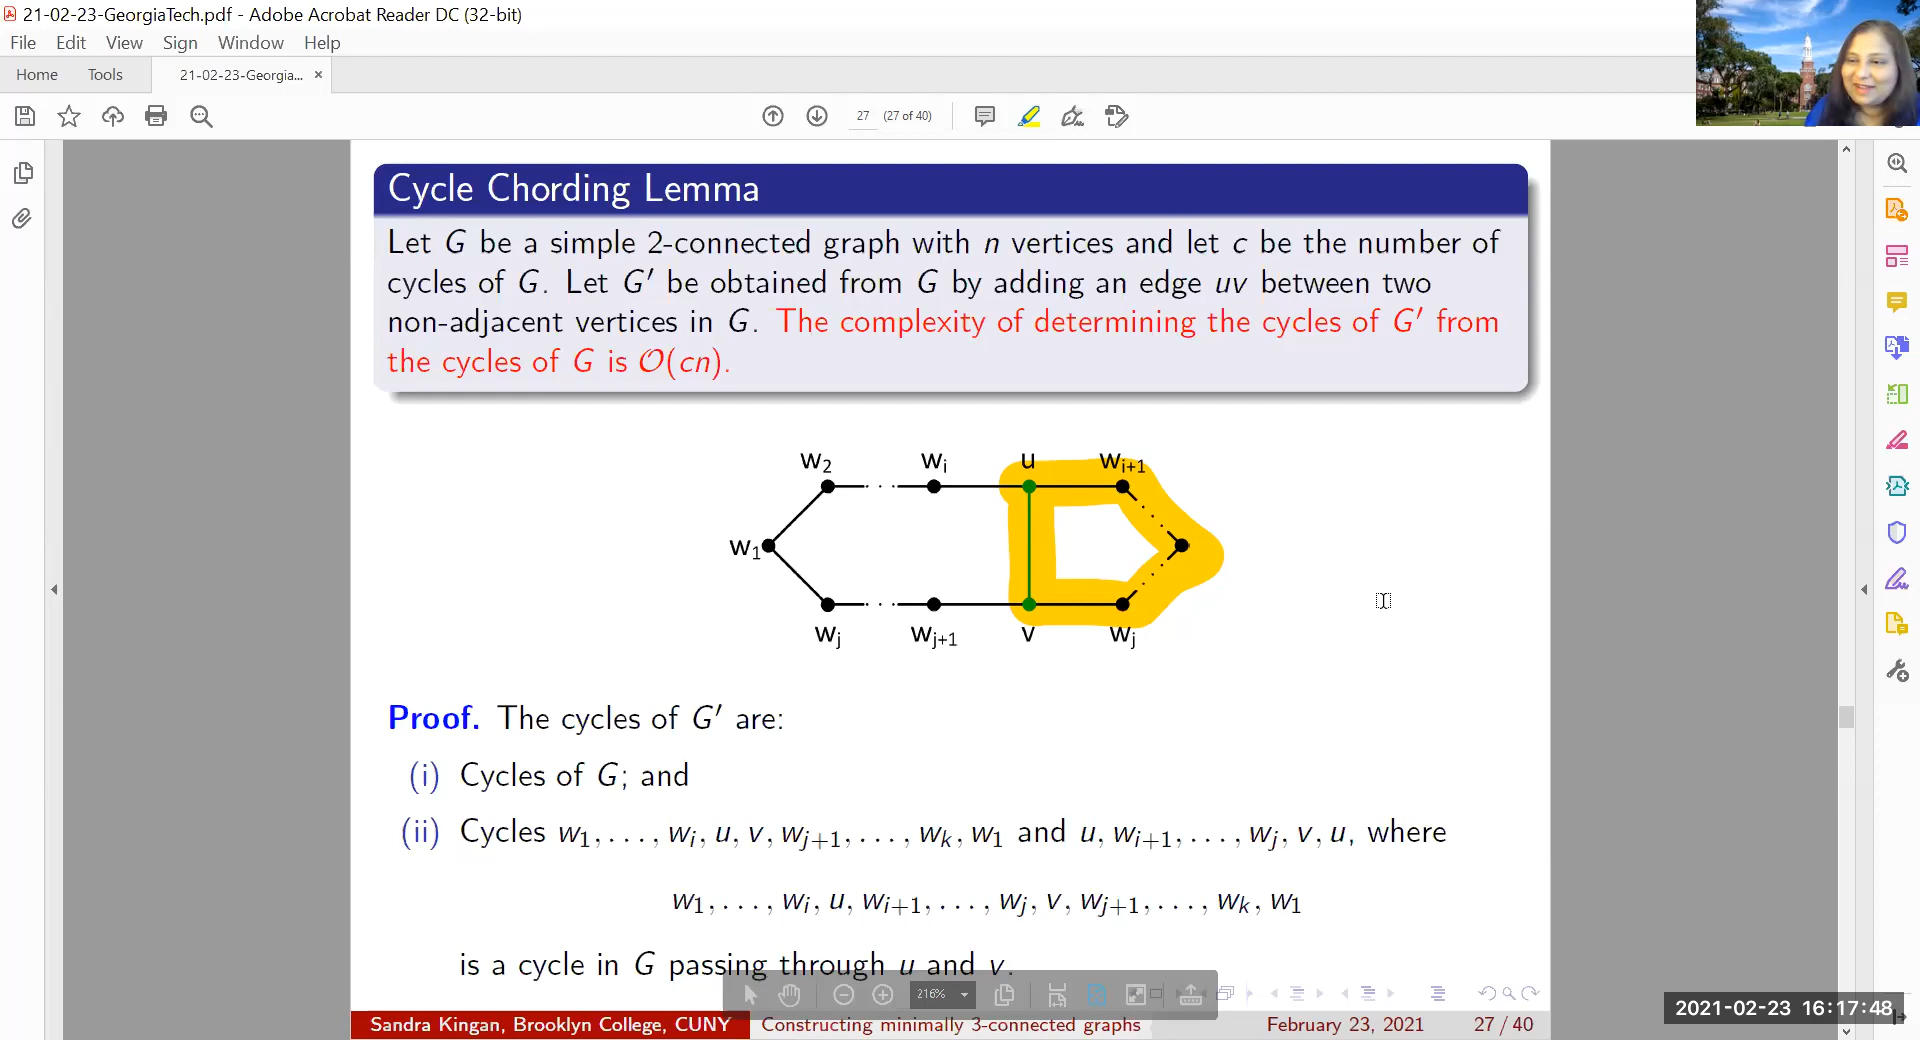 21-02-23-GeorgiaTech.pdf - Adobe Acrobat Reader DC (32-bit)
File Edit View Sign Window Help
Home Tools 21-02-23-Georgia... ×
27 (27 of 40)
Cycle Chording Lemma
Let G be a simple 2-connected graph with n vertices and let c be the number of
cycles of G. Let G′ be obtained from G by adding an edge uv between two
non-adjacent vertices in G. The complexity of determining the cycles of G′ from
the cycles of G is 𝒪(cn).
w₂ wᵢ u wᵢ₊₁
w₁
wⱼ wⱼ₊₁ v wⱼ
Proof. The cycles of G′ are:
(i) Cycles of G; and
(ii) Cycles w₁, . . . , wᵢ, u, v, wⱼ₊₁, . . . , wₖ, w₁ and u, wᵢ₊₁, . . . , wⱼ, v, u, where
w₁, . . . , wᵢ, u, wᵢ₊₁, . . . , wⱼ, v, wⱼ₊₁, . . . , wₖ, w₁
is a cycle in G passing through u and v.
216%
Sandra Kingan, Brooklyn College, CUNY Constructing minimally 3-connected graphs February 23, 2021 27 / 40
2021-02-23 16:17:48